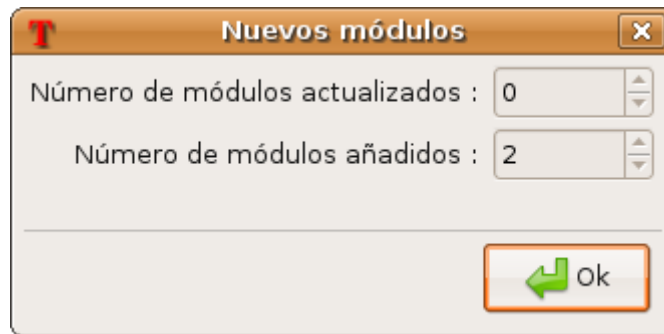 T Nuevos módulos
Número de módulos actualizados : 0
Número de módulos añadidos : 2
Ok